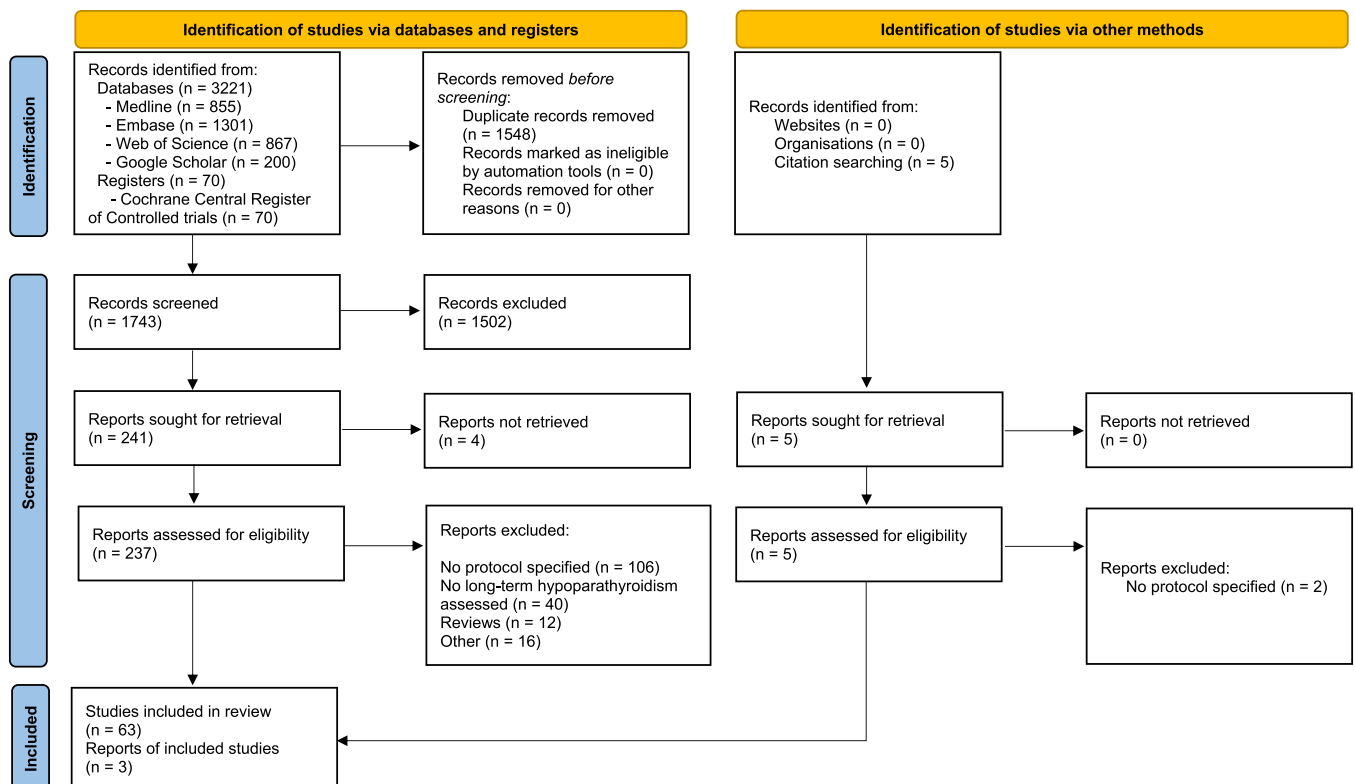 Identification of studies via databases and registers
Identification of studies via other methods
Identification
Records identified from:
Databases (n = 3221)
- Medline (n = 855)
- Embase (n = 1301)
- Web of Science (n = 867)
- Google Scholar (n = 200)
Registers (n = 70)
- Cochrane Central Register
of Controlled trials (n = 70)
Records removed before
screening:
Duplicate records removed
(n = 1548)
Records marked as ineligible
by automation tools (n = 0)
Records removed for other
reasons (n = 0)
Records identified from:
Websites (n = 0)
Organisations (n = 0)
Citation searching (n = 5)
Screening
Records screened
(n = 1743)
Records excluded
(n = 1502)
Reports sought for retrieval
(n = 241)
Reports not retrieved
(n = 4)
Reports sought for retrieval
(n = 5)
Reports not retrieved
(n = 0)
Reports assessed for eligibility
(n = 237)
Reports excluded:
No protocol specified (n = 106)
No long-term hypoparathyroidism
assessed (n = 40)
Reviews (n = 12)
Other (n = 16)
Reports assessed for eligibility
(n = 5)
Reports excluded:
No protocol specified (n = 2)
Included
Studies included in review
(n = 63)
Reports of included studies
(n = 3)